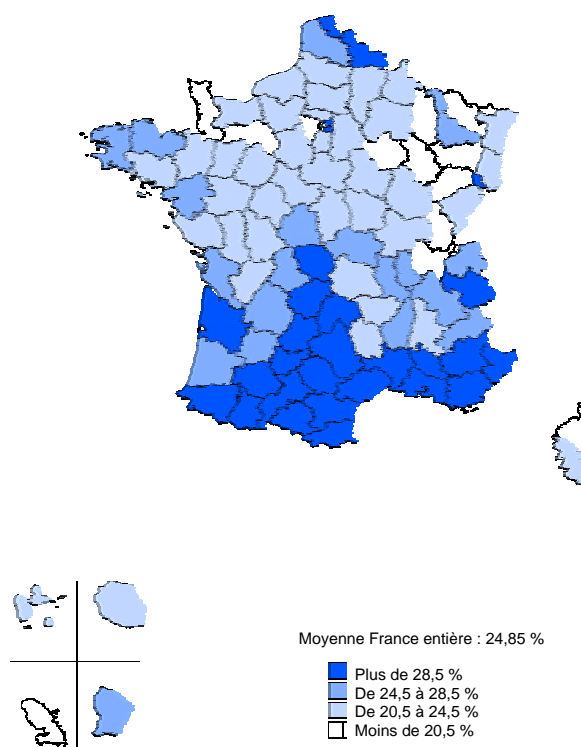 Moyenne France entière : 24,85 %
Plus de 28,5 %
De 24,5 à 28,5 %
De 20,5 à 24,5 %
Moins de 20,5 %